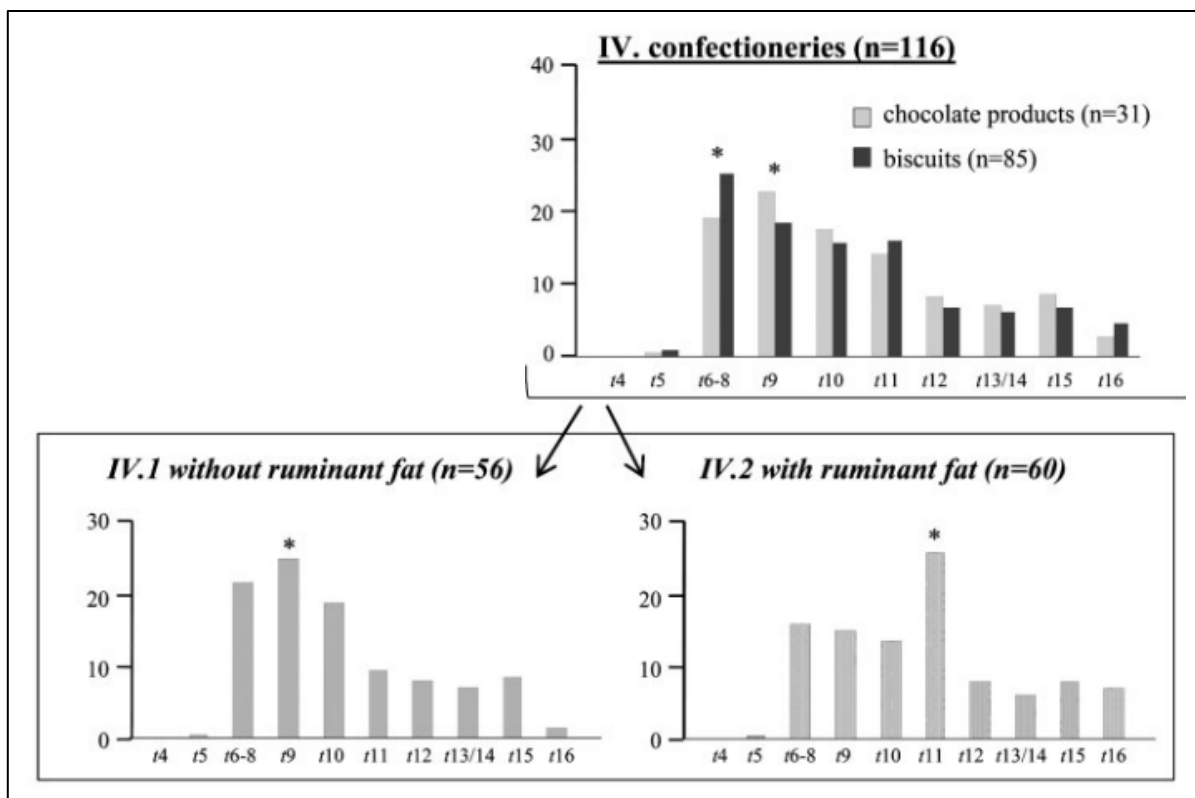 IV. confectioneries (n=116)
40
30
20
10
0
chocolate products (n=31)
biscuits (n=85)
* *
t4 t5 t6-8 t9 t10 t11 t12 t13/14 t15 t16
IV.1 without ruminant fat (n=56)
30
20
10
0
*
t4 t5 t6-8 t9 t10 t11 t12 t13/14 t15 t16
IV.2 with ruminant fat (n=60)
30
20
10
0
*
t4 t5 t6-8 t9 t10 t11 t12 t13/14 t15 t16